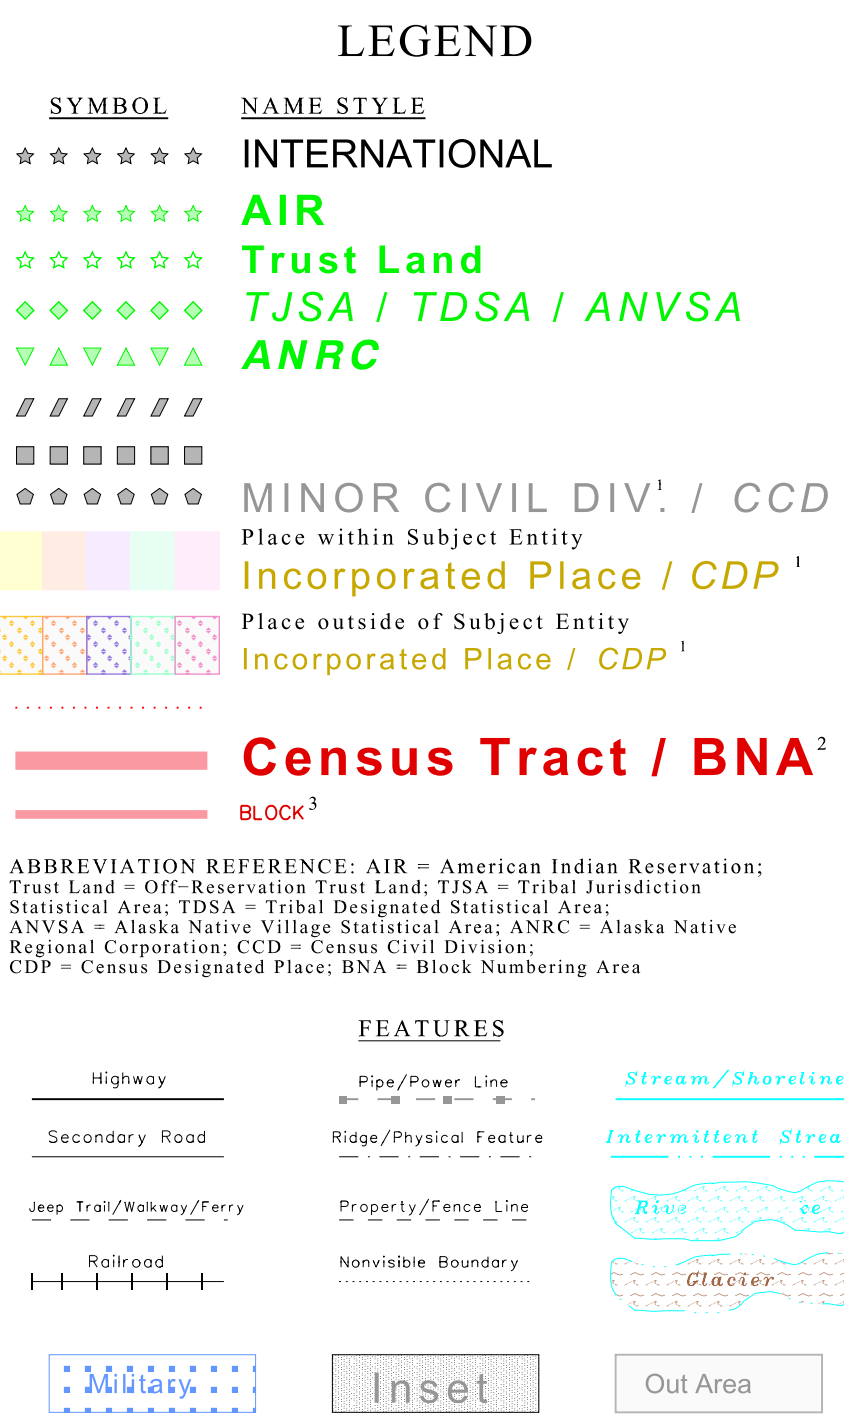 LEGEND
SYMBOL NAME STYLE
INTERNATIONAL
AIR
Trust Land
TJSA / TDSA / ANVSA
ANRC
MINOR CIVIL DIV.1 / CCD
Place within Subject Entity
Incorporated Place / CDP 1
Place outside of Subject Entity
Incorporated Place / CDP 1
Census Tract / BNA2
BLOCK3
ABBREVIATION REFERENCE: AIR = American Indian Reservation;
Trust Land = Off−Reservation Trust Land; TJSA = Tribal Jurisdiction
Statistical Area; TDSA = Tribal Designated Statistical Area;
ANVSA = Alaska Native Village Statistical Area; ANRC = Alaska Native
Regional Corporation; CCD = Census Civil Division;
CDP = Census Designated Place; BNA = Block Numbering Area
FEATURES
Highway Pipe/Power Line Stream/Shoreline
Secondary Road Ridge/Physical Feature Intermittent Strea
Jeep Trail/Walkway/Ferry Property/Fence Line
Railroad Nonvisible Boundary Glacier
Military Inset Out Area